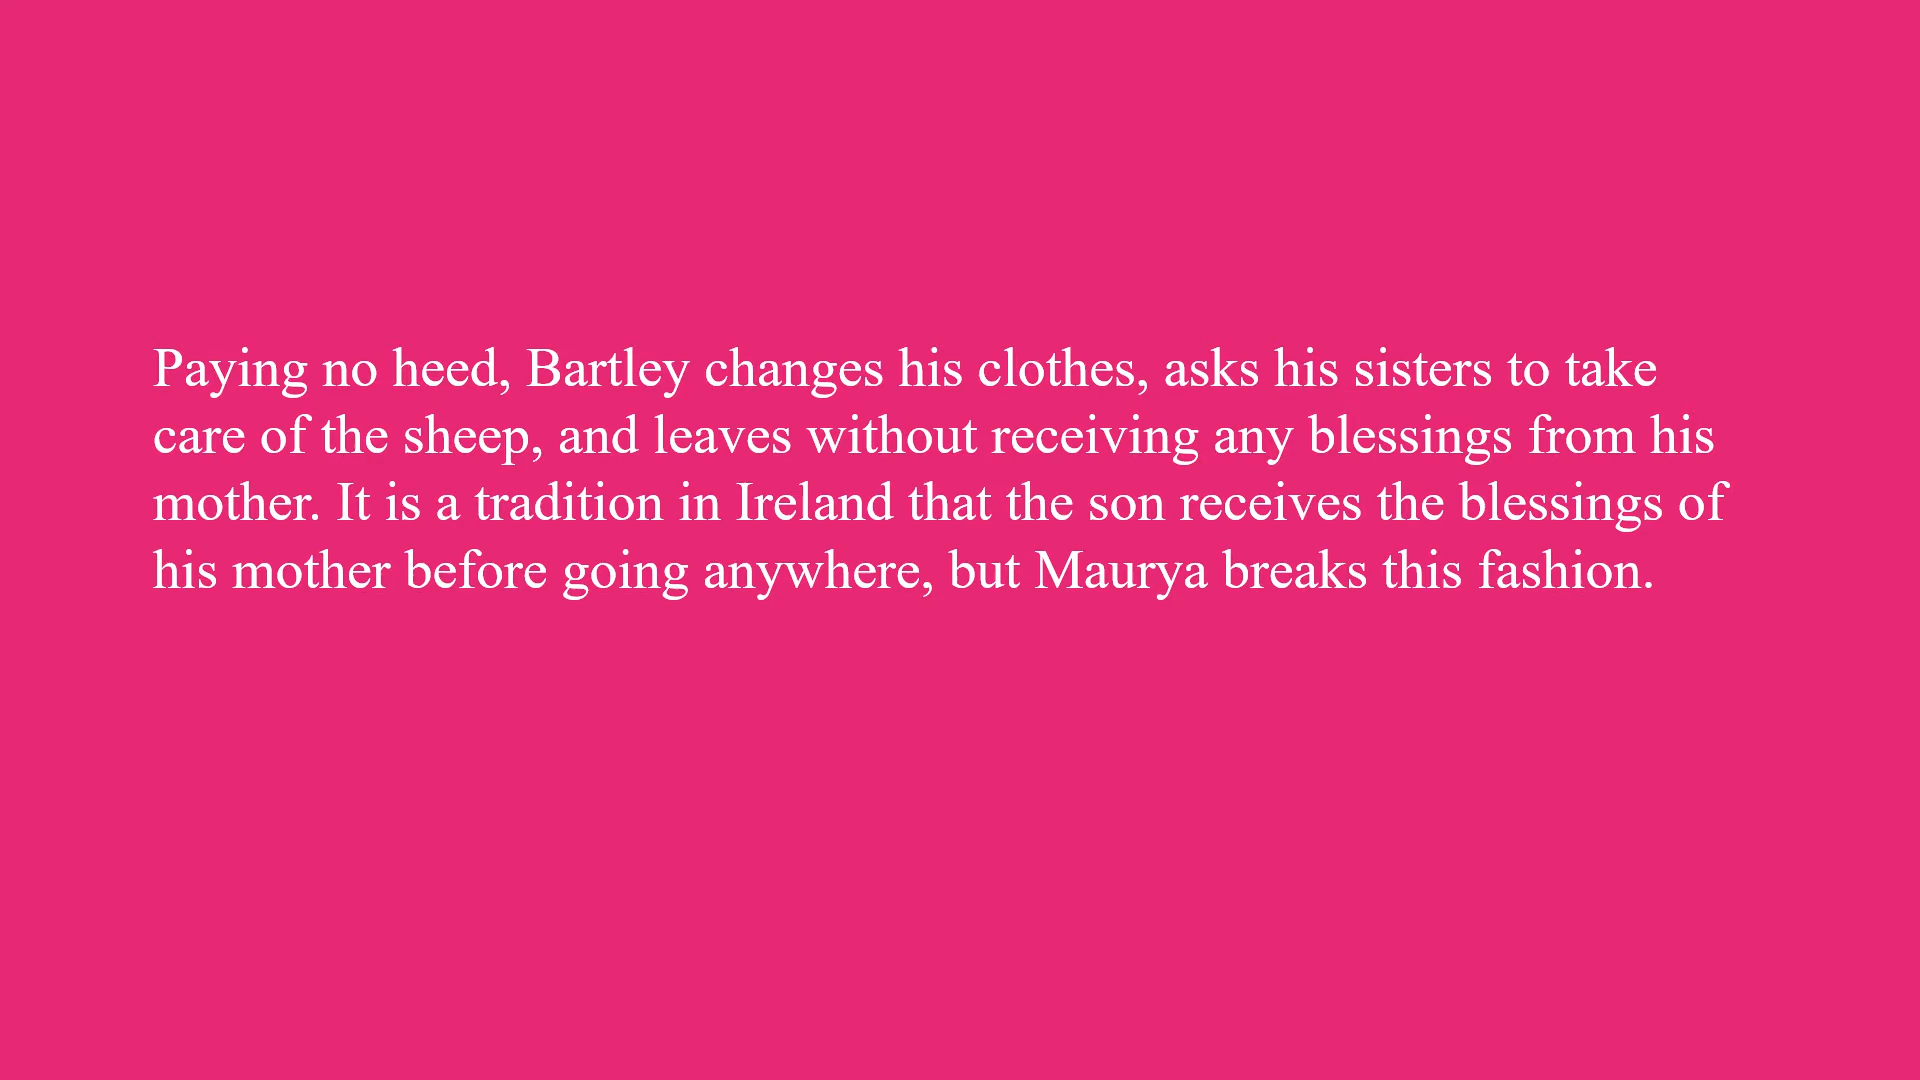 Paying no heed, Bartley changes his clothes, asks his sisters to take
care of the sheep, and leaves without receiving any blessings from his
mother. It is a tradition in Ireland that the son receives the blessings of
his mother before going anywhere, but Maurya breaks this fashion.